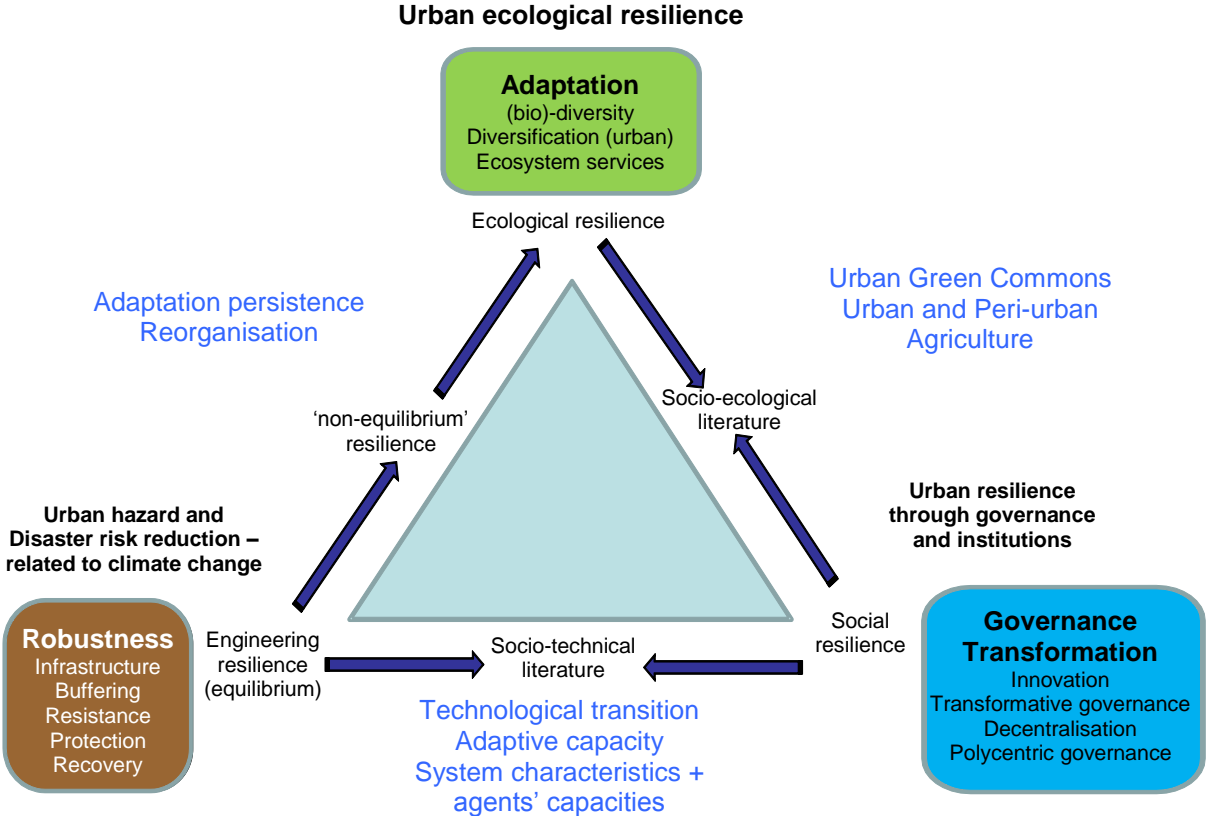 Urban ecological resilience
Adaptation
(bio)-diversity
Diversification (urban)
Ecosystem services
Ecological resilience
Adaptation persistence
Reorganisation
Urban Green Commons
Urban and Peri-urban
Agriculture
‘non-equilibrium’
resilience
Socio-ecological
literature
Urban hazard and
Disaster risk reduction –
related to climate change
Urban resilience
through governance
and institutions
Robustness
Infrastructure
Buffering
Resistance
Protection
Recovery
Engineering
resilience
(equilibrium)
Socio-technical
literature
Social
resilience
Governance
Transformation
Innovation
Transformative governance
Decentralisation
Polycentric governance
Technological transition
Adaptive capacity
System characteristics +
agents’ capacities